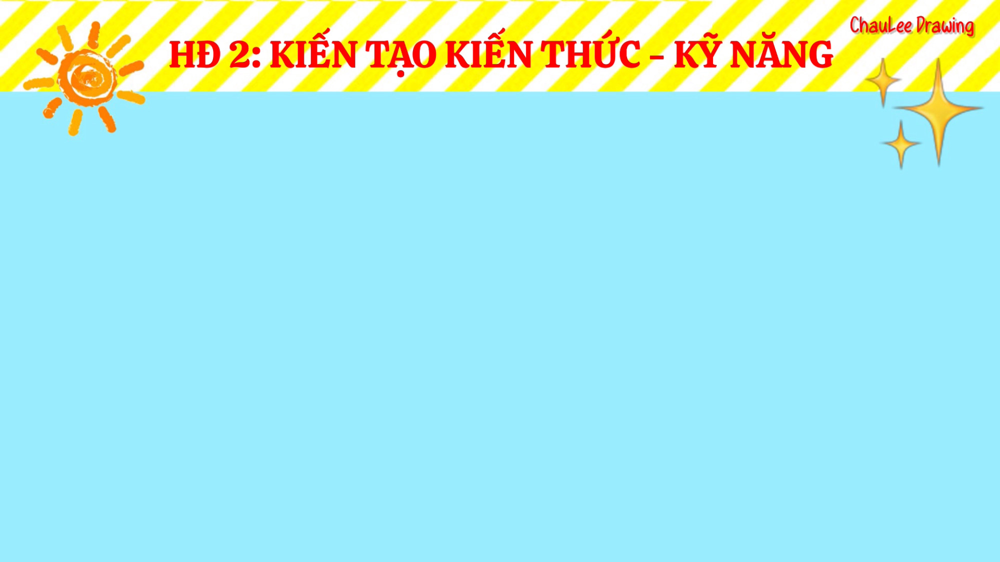 ChauLee Drawing
HĐ 2: KIẾN TẠO KIẾN THỨC - KỸ NĂNG